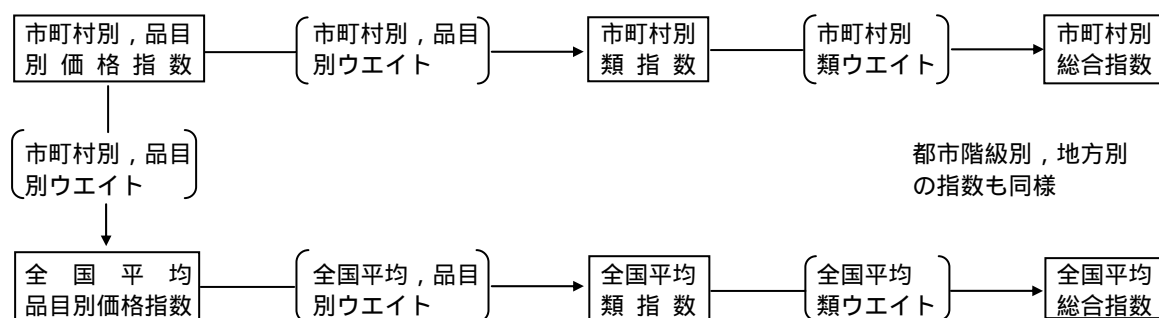 市町村別，品目
別価格指数
市町村別，品目
別ウエイト
市町村別
類指数
市町村別
類ウエイト
市町村別
総合指数
市町村別，品目
別ウエイト
都市階級別，地方別
の指数も同様
全国平均
品目別価格指数
全国平均，品目
別ウエイト
全国平均
類指数
全国平均
類ウエイト
全国平均
総合指数